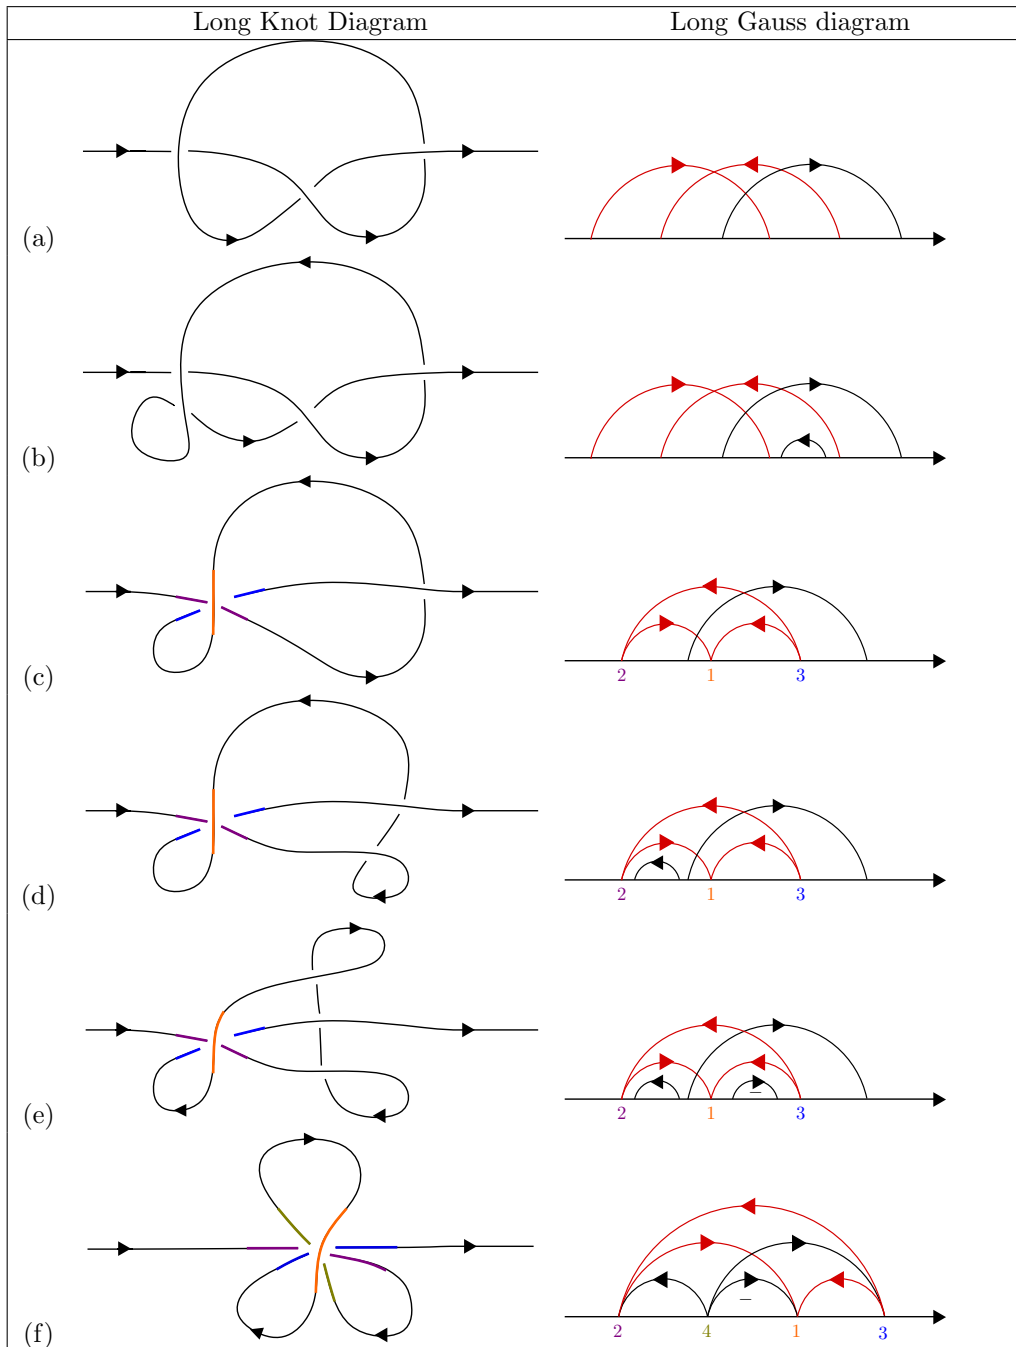 Long Knot Diagram Long Gauss diagram
(a)
(b)
(c)
2 1 3
(d)
2 1 3
(e)
−
2 1 3
(f)
−
2 4 1 3